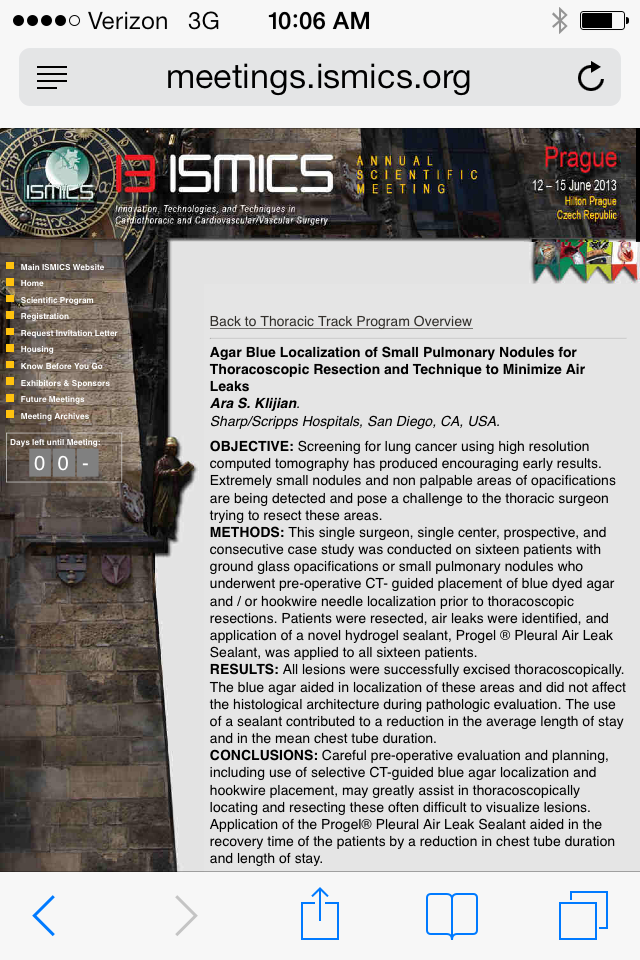 Verizon 3G 10:06 AM
meetings.ismics.org
ISMICS
13 ISMICS
ANNUAL
SCIENTIFIC
MEETING
Innovation, Technologies, and Techniques in
Cardiothoracic and Cardiovascular/Vascular Surgery
Prague
12 – 15 June 2013
Hilton Prague
Czech Republic
Main ISMICS Website
Home
Scientific Program
Registration
Request Invitation Letter
Housing
Know Before You Go
Exhibitors & Sponsors
Future Meetings
Meeting Archives
Days left until Meeting:
0 0 -
Back to Thoracic Track Program Overview
Agar Blue Localization of Small Pulmonary Nodules for
Thoracoscopic Resection and Technique to Minimize Air
Leaks
Ara S. Klijian.
Sharp/Scripps Hospitals, San Diego, CA, USA.
OBJECTIVE: Screening for lung cancer using high resolution
computed tomography has produced encouraging early results.
Extremely small nodules and non palpable areas of opacifications
are being detected and pose a challenge to the thoracic surgeon
trying to resect these areas.
METHODS: This single surgeon, single center, prospective, and
consecutive case study was conducted on sixteen patients with
ground glass opacifications or small pulmonary nodules who
underwent pre-operative CT- guided placement of blue dyed agar
and / or hookwire needle localization prior to thoracoscopic
resections. Patients were resected, air leaks were identified, and
application of a novel hydrogel sealant, Progel ® Pleural Air Leak
Sealant, was applied to all sixteen patients.
RESULTS: All lesions were successfully excised thoracoscopically.
The blue agar aided in localization of these areas and did not affect
the histological architecture during pathologic evaluation. The use
of a sealant contributed to a reduction in the average length of stay
and in the mean chest tube duration.
CONCLUSIONS: Careful pre-operative evaluation and planning,
including use of selective CT-guided blue agar localization and
hookwire placement, may greatly assist in thoracoscopically
locating and resecting these often difficult to visualize lesions.
Application of the Progel® Pleural Air Leak Sealant aided in the
recovery time of the patients by a reduction in chest tube duration
and length of stay.